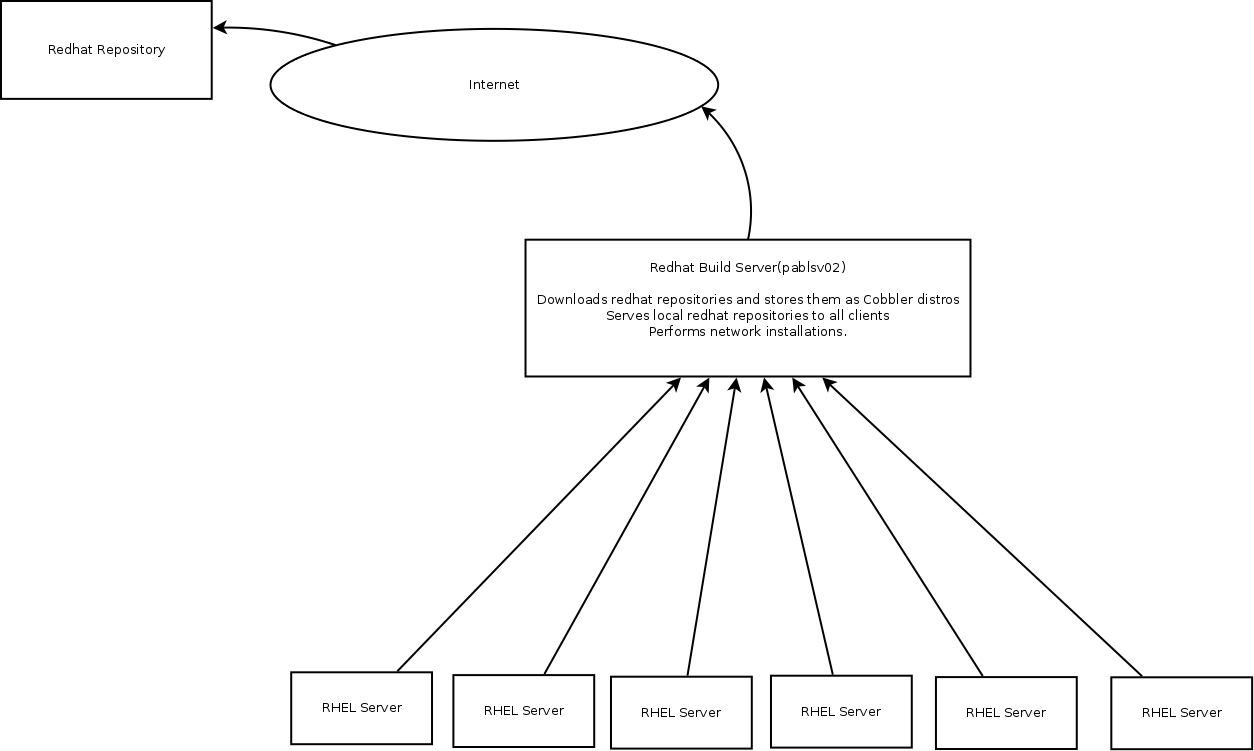 Redhat Repository
Internet
Redhat Build Server(pablsv02)
Downloads redhat repositories and stores them as Cobbler distros
Serves local redhat repositories to all clients
Performs network installations.
RHEL Server
RHEL Server
RHEL Server
RHEL Server
RHEL Server
RHEL Server